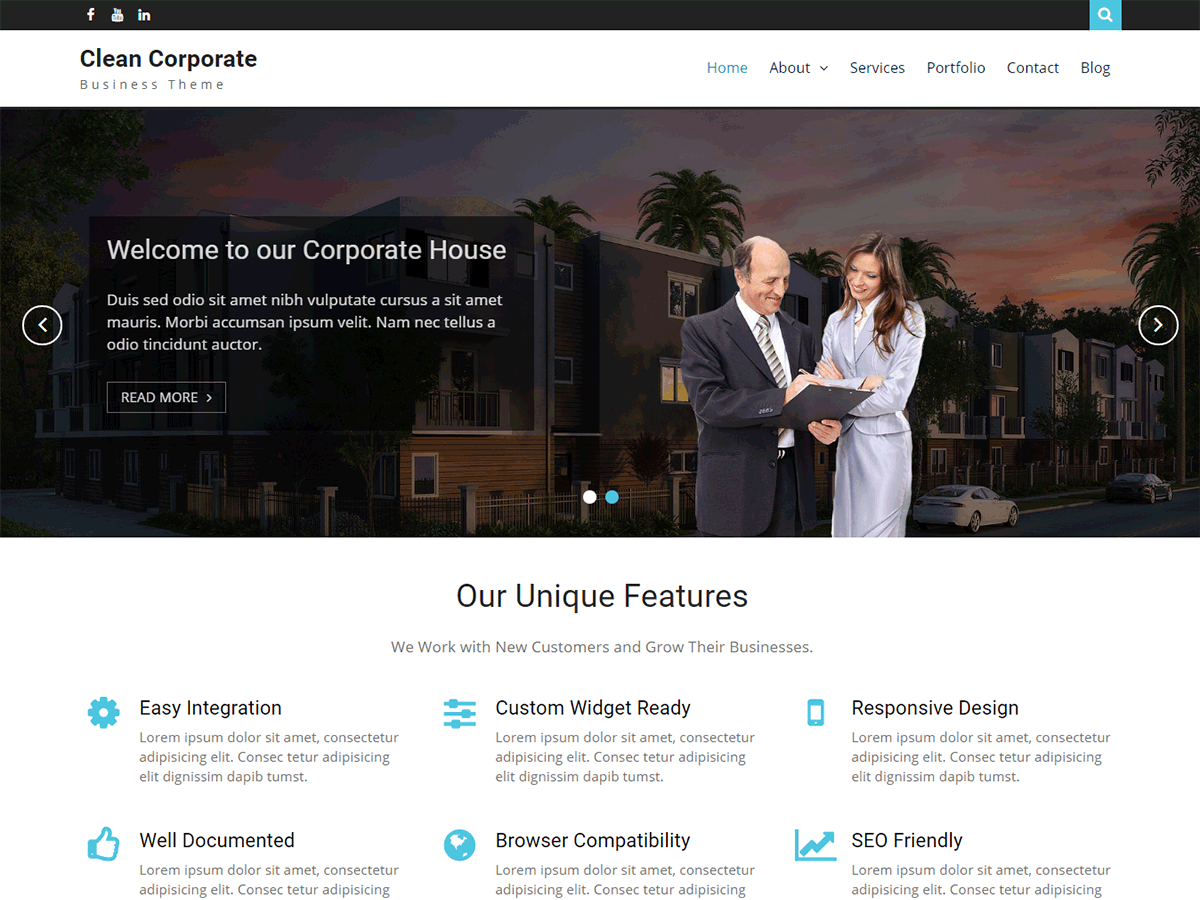 Clean Corporate
Business Theme
Home About Services Portfolio Contact Blog
Welcome to our Corporate House
Duis sed odio sit amet nibh vulputate cursus a sit amet
mauris. Morbi accumsan ipsum velit. Nam nec tellus a
odio tincidunt auctor.
READ MORE
Our Unique Features
We Work with New Customers and Grow Their Businesses.
Easy Integration
Lorem ipsum dolor sit amet, consectetur
adipisicing elit. Consec tetur adipisicing
elit dignissim dapib tumst.
Custom Widget Ready
Lorem ipsum dolor sit amet, consectetur
adipisicing elit. Consec tetur adipisicing
elit dignissim dapib tumst.
Responsive Design
Lorem ipsum dolor sit amet, consectetur
adipisicing elit. Consec tetur adipisicing
elit dignissim dapib tumst.
Well Documented
Lorem ipsum dolor sit amet, consectetur
adipisicing elit. Consec tetur adipisicing
Browser Compatibility
Lorem ipsum dolor sit amet, consectetur
adipisicing elit. Consec tetur adipisicing
SEO Friendly
Lorem ipsum dolor sit amet, consectetur
adipisicing elit. Consec tetur adipisicing